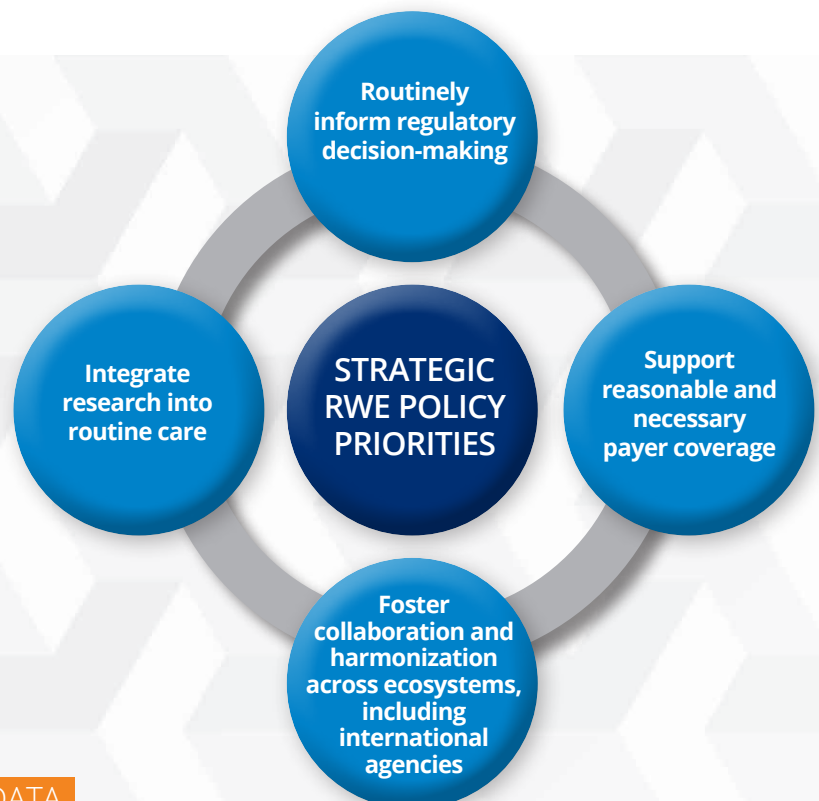 Routinely
inform regulatory
decision-making
Integrate
research into
routine care
STRATEGIC
RWE POLICY
PRIORITIES
Support
reasonable and
necessary
payer coverage
Foster
collaboration and
harmonization
across ecosystems,
including
international
agencies
DATA